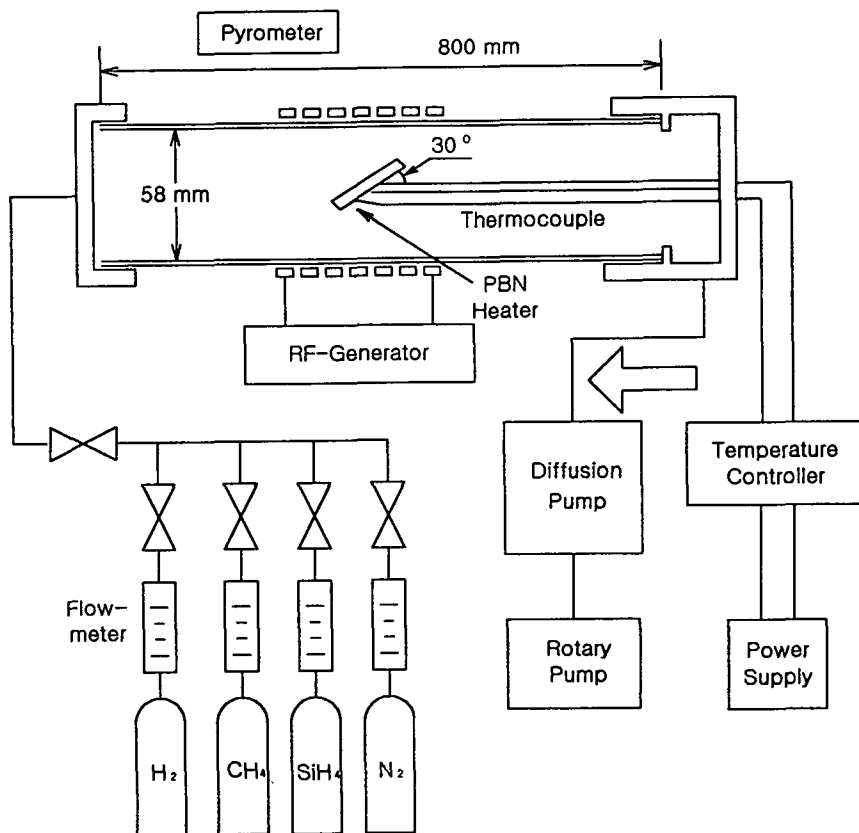 Pyrometer
800 mm
30°
58 mm
Thermocouple
PBN
Heater
RF-Generator
Diffusion
Pump
Temperature
Controller
Flow-
meter
Rotary
Pump
Power
Supply
H₂
CH₄
SiH₄
N₂